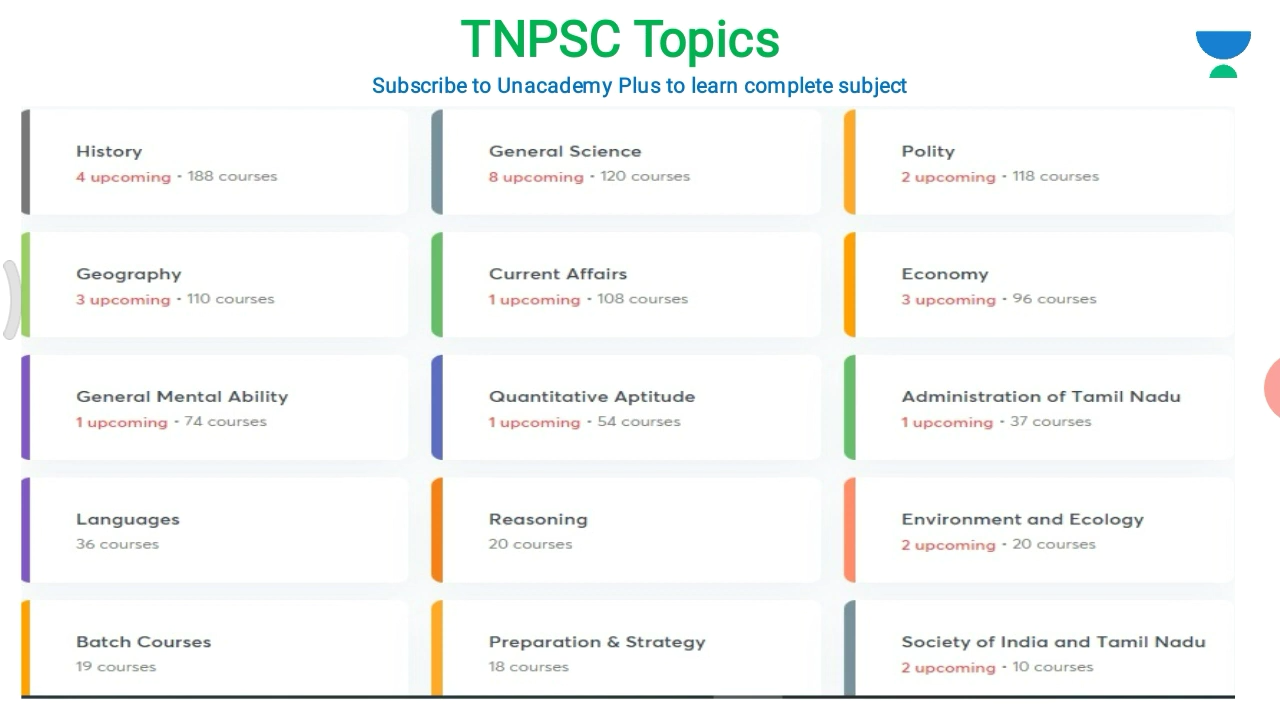 TNPSC Topics
Subscribe to Unacademy Plus to learn complete subject
History
4 upcoming · 188 courses
General Science
8 upcoming · 120 courses
Polity
2 upcoming · 118 courses
Geography
3 upcoming · 110 courses
Current Affairs
1 upcoming · 108 courses
Economy
3 upcoming · 96 courses
General Mental Ability
1 upcoming · 74 courses
Quantitative Aptitude
1 upcoming · 54 courses
Administration of Tamil Nadu
1 upcoming · 37 courses
Languages
36 courses
Reasoning
20 courses
Environment and Ecology
2 upcoming · 20 courses
Batch Courses
19 courses
Preparation & Strategy
18 courses
Society of India and Tamil Nadu
2 upcoming · 10 courses